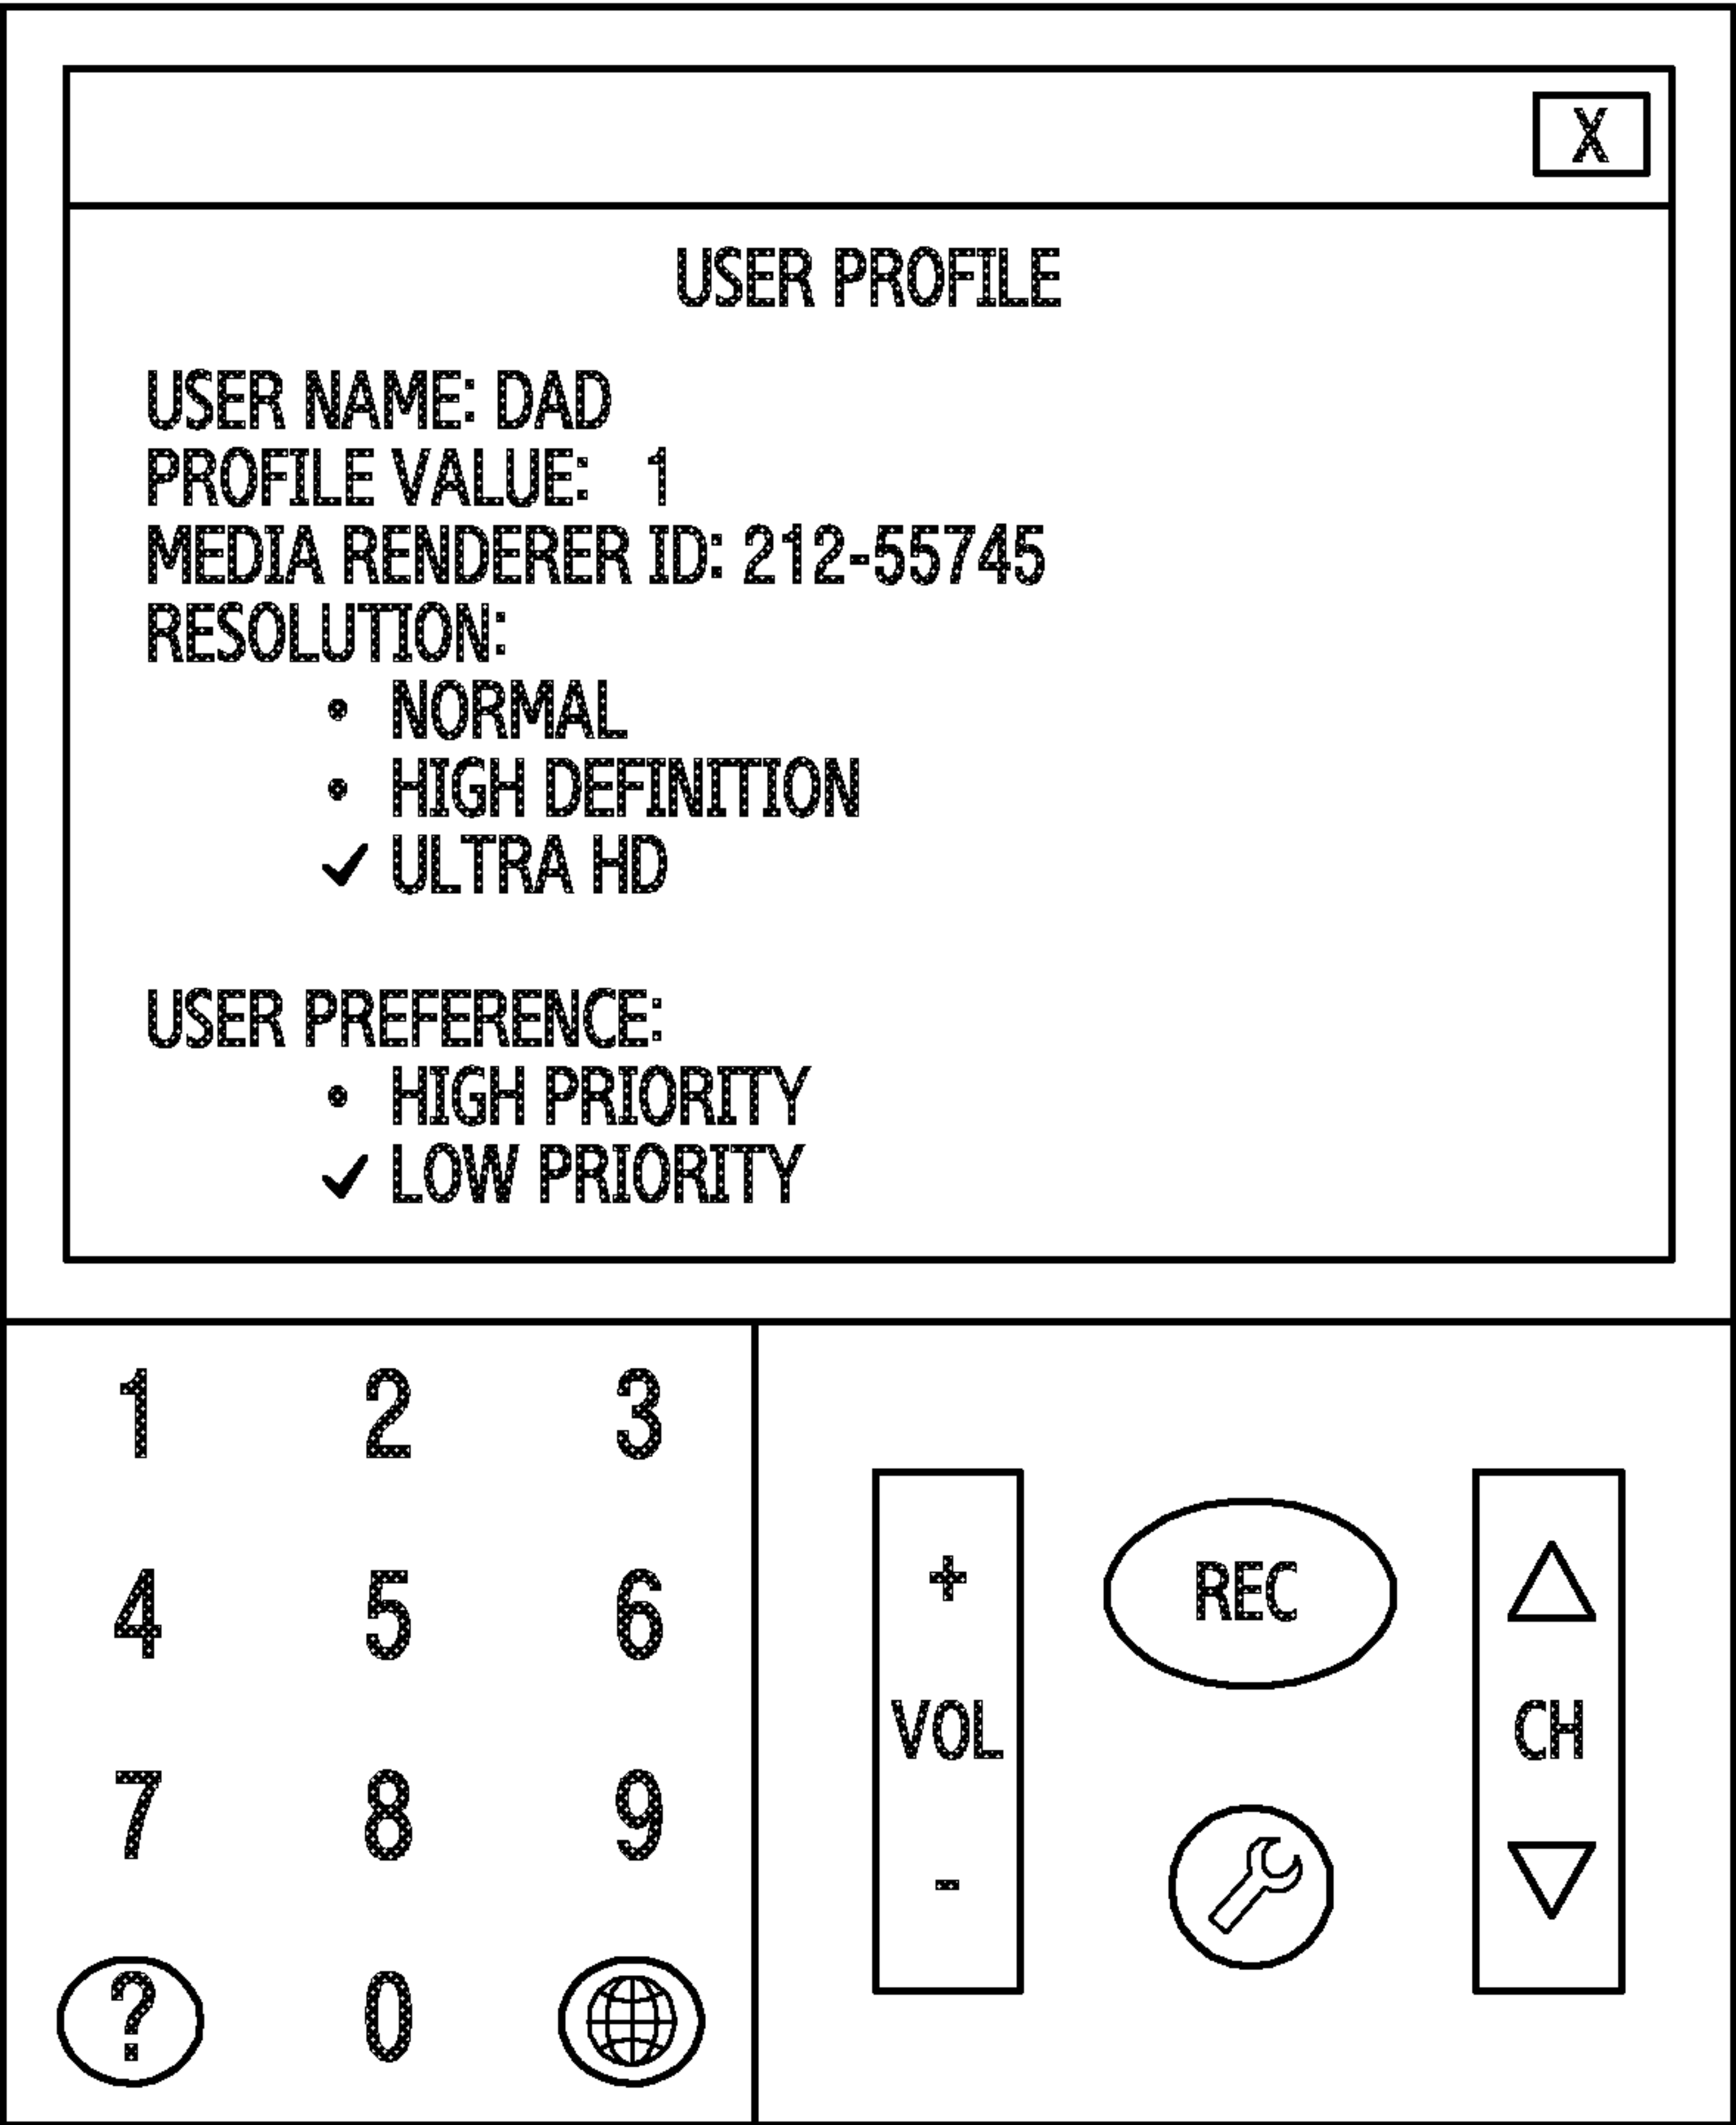 X
USER PROFILE
USER NAME: DAD
PROFILE VALUE: 1
MEDIA RENDERER ID: 212-55745
RESOLUTION:
• NORMAL
• HIGH DEFINITION
✓ ULTRA HD
USER PREFERENCE:
• HIGH PRIORITY
✓ LOW PRIORITY
1 2 3
4 5 6
7 8 9
? 0
+
VOL
-
REC
CH